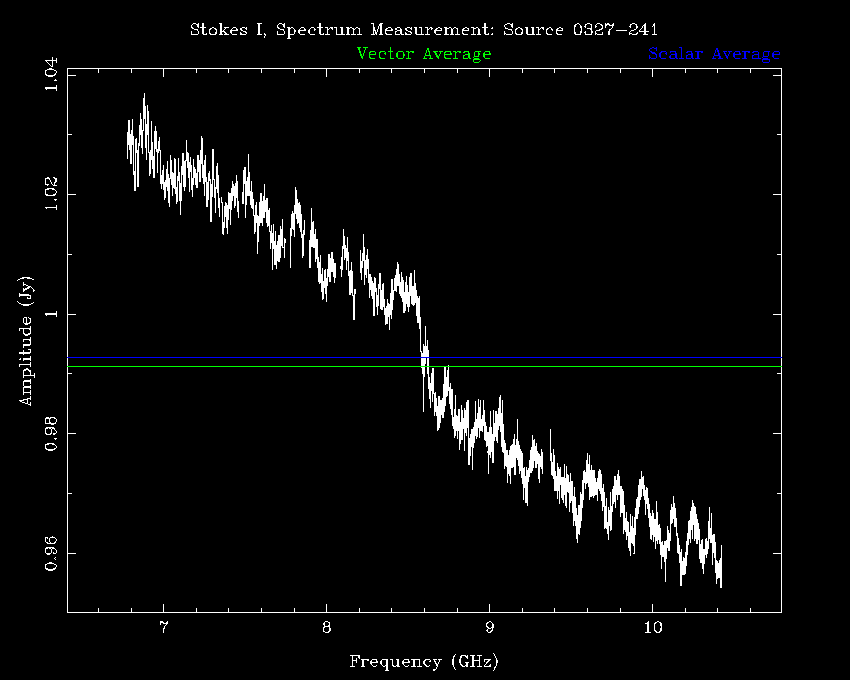 Stokes I, Spectrum Measurement: Source 0327-241
Vector Average Scalar Average
1.04
1.02
1
0.98
0.96
Amplitude (Jy)
7 8 9 10
Frequency (GHz)